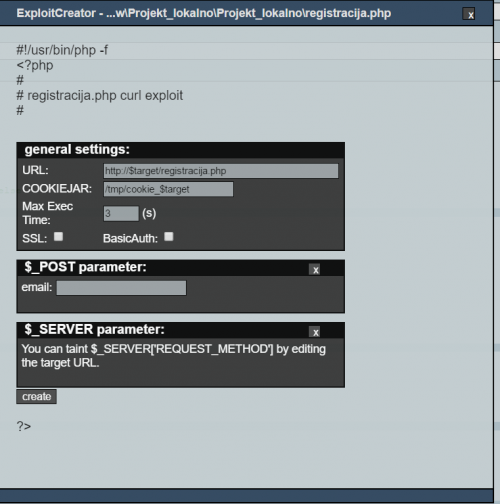 ExploitCreator - ...w\Projekt_lokalno\Projekt_lokalno\registracija.php x
#!/usr/bin/php -f
<?php
#
# registracija.php curl exploit
#
general settings:
URL: http://$target/registracija.php
COOKIEJAR: /tmp/cookie_$target
Max Exec
Time: 3 (s)
SSL: BasicAuth:
$_POST parameter: x
email:
$_SERVER parameter: x
You can taint $_SERVER['REQUEST_METHOD'] by editing
the target URL.
create
?>